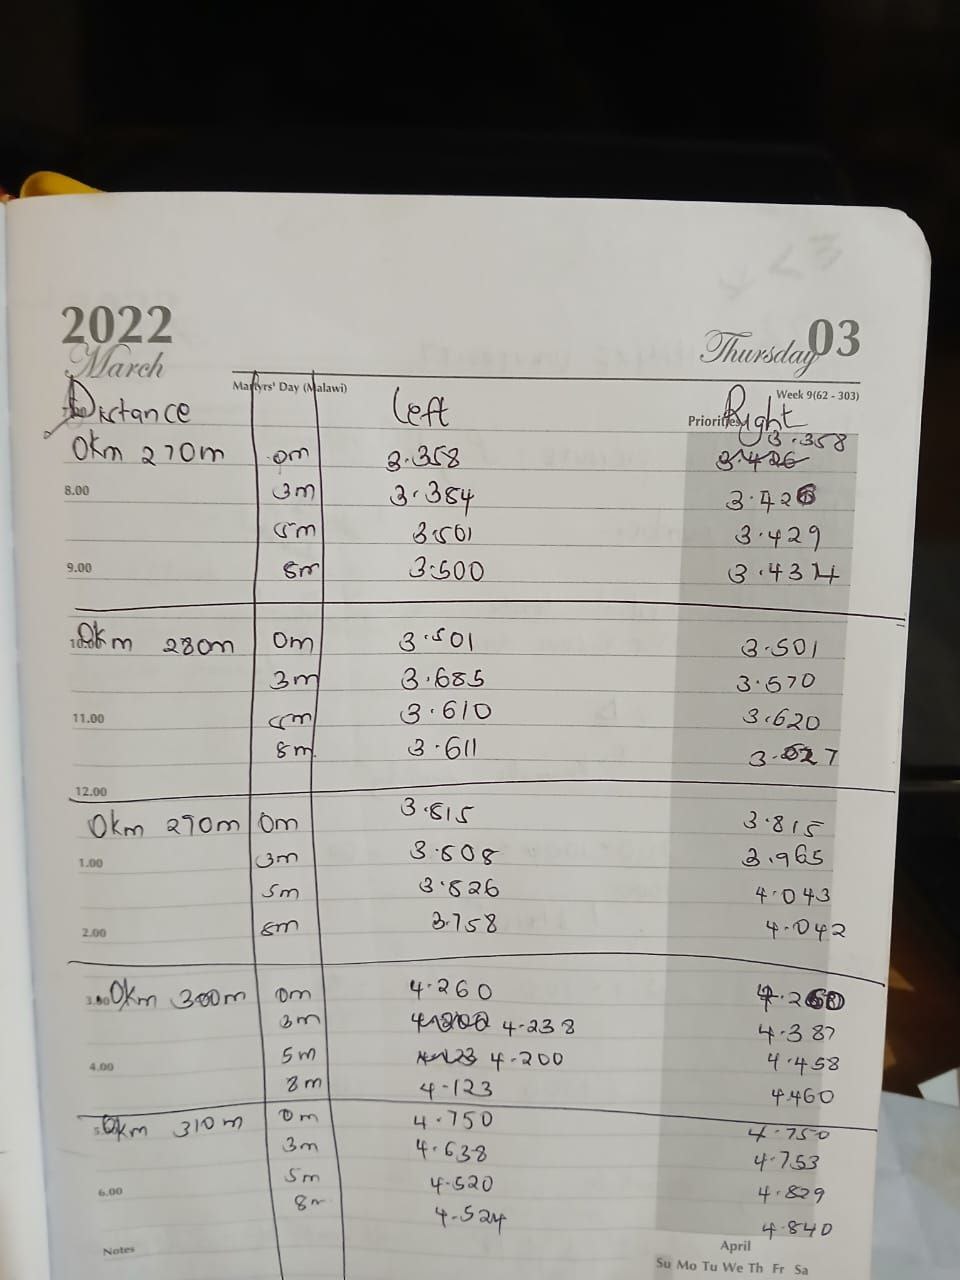 2022
March
Thursday 03
Martyrs' Day (Malawi)
Week 9(62 - 303)
Distance Left Priorities Right
3.358
0km 270m 0m 3.358 3.426
8.00 3m 3.384 3.426
5m 3.501 3.429
9.00 8m 3.500 3.434
10.00 0km 280m 0m 3.501 3.501
3m 3.685 3.570
11.00 5m 3.610 3.620
8m 3.611 3.627
12.00
0km 290m 0m 3.815 3.815
1.00 3m 3.808 3.965
5m 3.826 4.043
2.00 8m 3.758 4.042
3.00 0km 300m 0m 4.260 4.260
3m 4.200 4.238 4.387
4.00 5m 4.123 4.200 4.458
8m 4.123 4.460
0km 310m 0m 4.750 4.750
3m 4.638 4.753
6.00 5m 4.520 4.829
8m 4.524 4.840
Notes
April
Su Mo Tu We Th Fr Sa